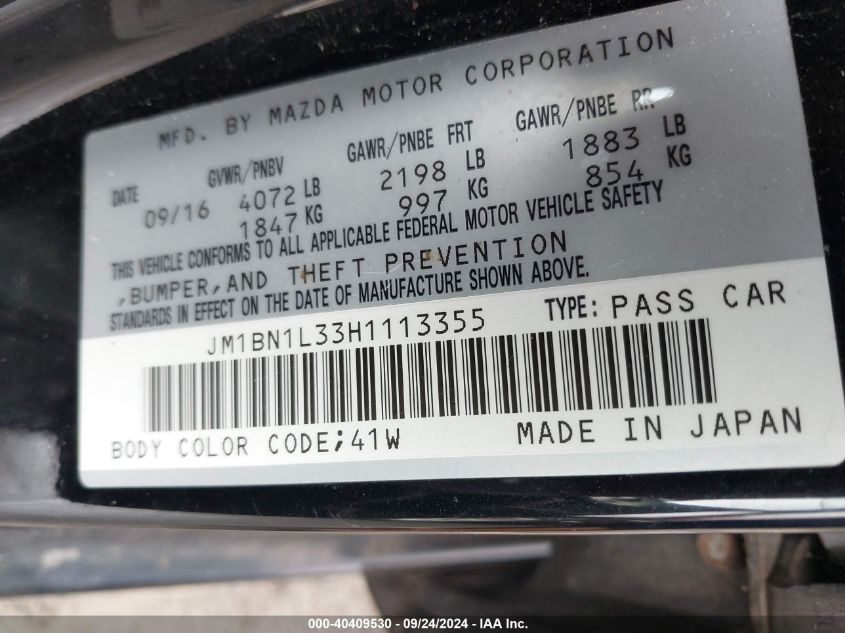 MFD. BY MAZDA MOTOR CORPORATION
DATE GVWR/PNBV GAWR/PNBE FRT GAWR/PNBE RR
09/16 4072 LB 2198 LB 1883 LB
1847 KG 997 KG 854 KG
THIS VEHICLE CONFORMS TO ALL APPLICABLE FEDERAL MOTOR VEHICLE SAFETY
,BUMPER,AND THEFT PREVENTION
STANDARDS IN EFFECT ON THE DATE OF MANUFACTURE SHOWN ABOVE.
JM1BN1L33H1113355 TYPE: PASS CAR
BODY COLOR CODE;41W MADE IN JAPAN
000-40409530 - 09/24/2024 - IAA Inc.